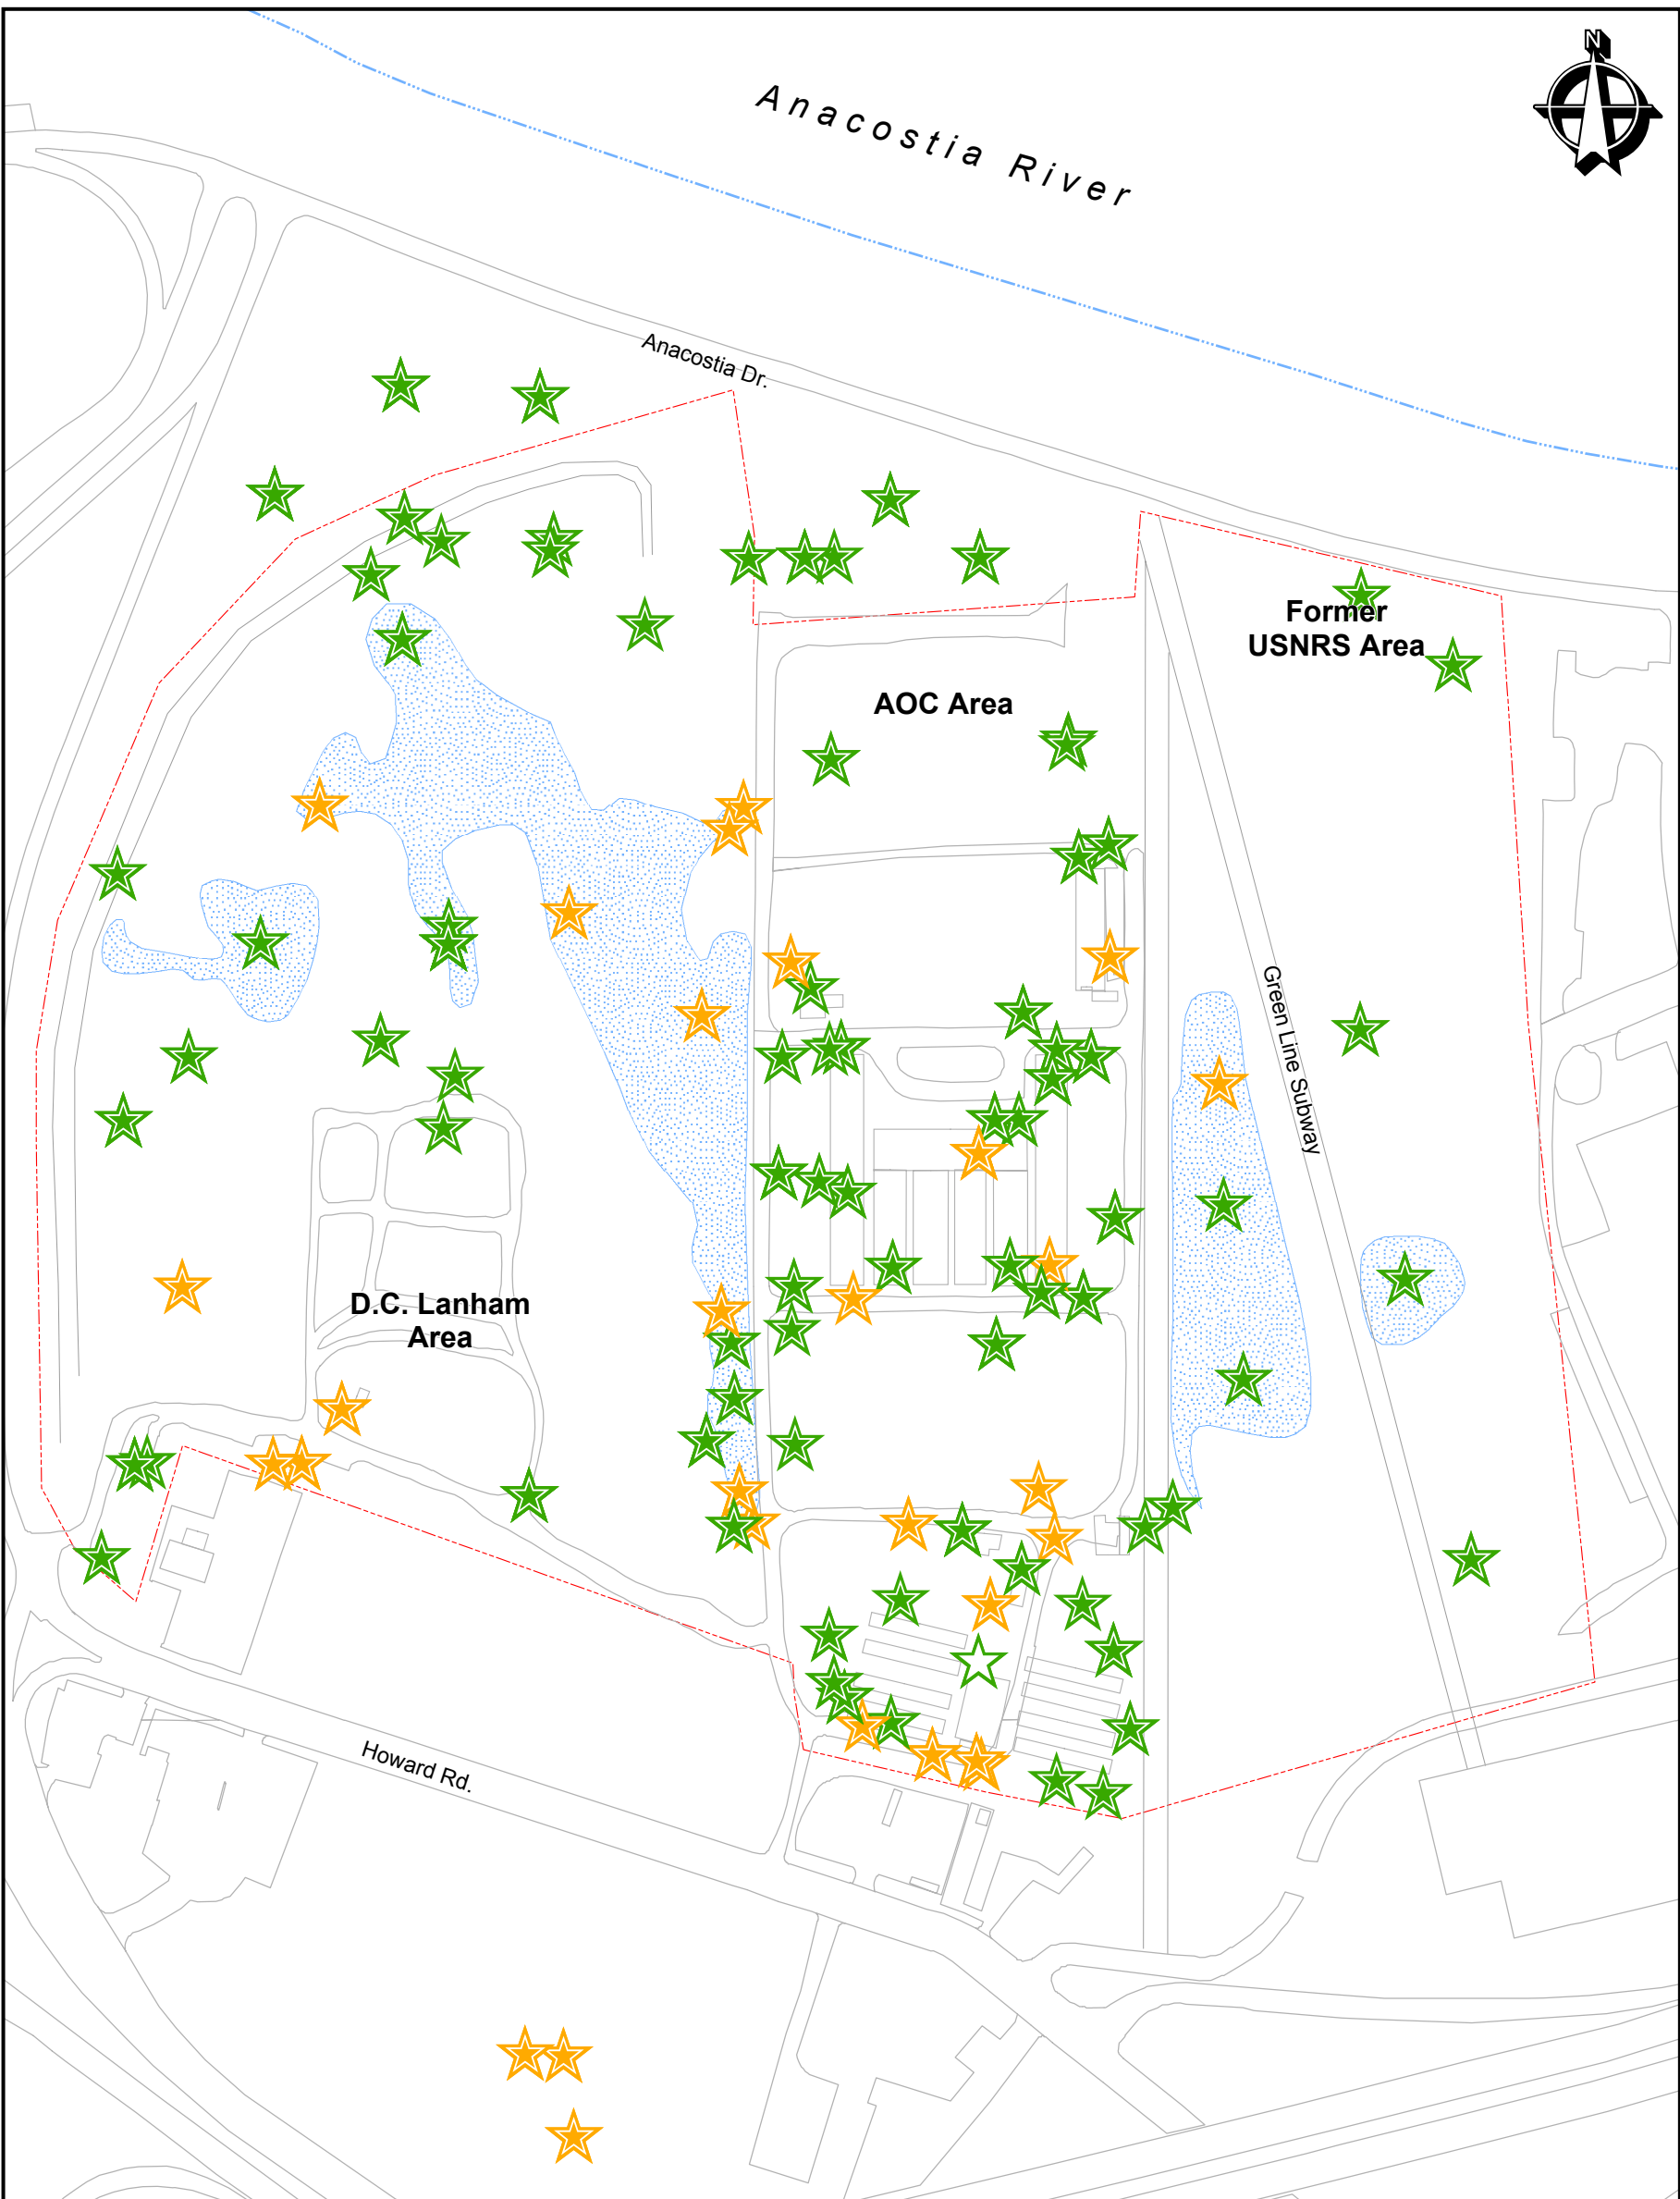 N
Anacostia River
Anacostia Dr.
Former
USNRS Area
AOC Area
Green Line Subway
D.C. Lanham
Area
Howard Rd.